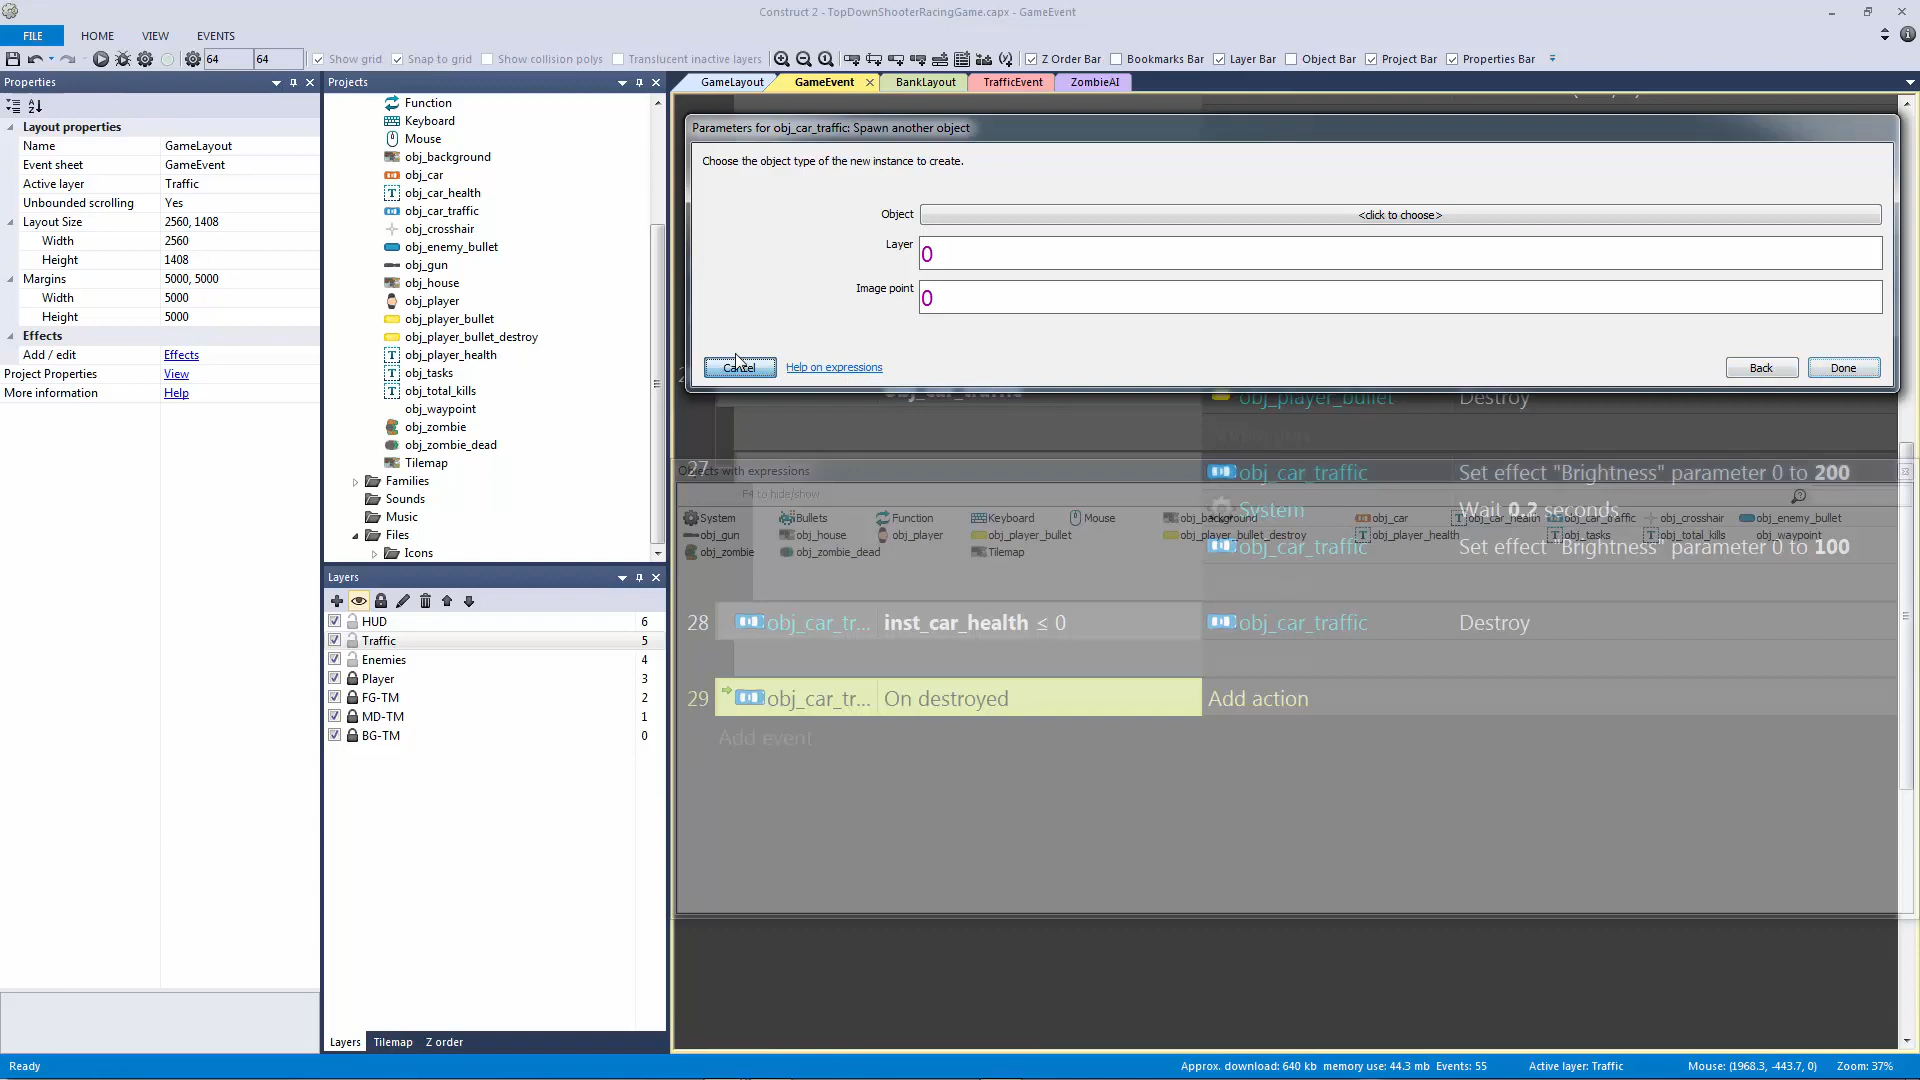 Construct 2 - TopDownShooterRacingGame.capx - GameEvent
FILE HOME VIEW EVENTS
64 64 Show grid Snap to grid Show collision polys Translucent inactive layers Z Order Bar Bookmarks Bar Layer Bar Object Bar Project Bar Properties Bar
Properties
Layout properties
Name GameLayout
Event sheet GameEvent
Active layer Traffic
Unbounded scrolling Yes
Layout Size 2560, 1408
Width 2560
Height 1408
Margins 5000, 5000
Width 5000
Height 5000
Effects
Add / edit Effects
Project Properties View
More information Help
Projects
Function
Keyboard
Mouse
obj_background
obj_car
obj_car_health
obj_car_traffic
obj_crosshair
obj_enemy_bullet
obj_gun
obj_house
obj_player
obj_player_bullet
obj_player_bullet_destroy
obj_player_health
obj_tasks
obj_total_kills
obj_waypoint
obj_zombie
obj_zombie_dead
Tilemap
Families
Sounds
Music
Files
Icons
Layers
HUD 6
Traffic 5
Enemies 4
Player 3
FG-TM 2
MD-TM 1
BG-TM 0
Layers Tilemap Z order
GameLayout GameEvent BankLayout TrafficEvent ZombieAI
Parameters for obj_car_traffic: Spawn another object
Choose the object type of the new instance to create.
Object <click to choose>
Layer 0
Image point 0
Cancel Help on expressions Back Done
obj_car_traffic obj_player_bullet Destroy
27 obj_car_traffic Set effect "Brightness" parameter 0 to 200
System Wait 0.2 seconds
obj_car_traffic Set effect "Brightness" parameter 0 to 100
Objects with expressions
F4 to hide/show
System Bullets Function Keyboard Mouse obj_background obj_car obj_car_health obj_car_traffic obj_crosshair obj_enemy_bullet
obj_gun obj_house obj_player obj_player_bullet obj_player_bullet_destroy obj_player_health obj_tasks obj_total_kills obj_waypoint
obj_zombie obj_zombie_dead Tilemap
28 obj_car_tr... inst_car_health ≤ 0 obj_car_traffic Destroy
29 obj_car_tr... On destroyed Add action
Add event
Ready Approx. download: 640 kb memory use: 44.3 mb Events: 55 Active layer: Traffic Mouse: (1968.3, -443.7, 0) Zoom: 37%